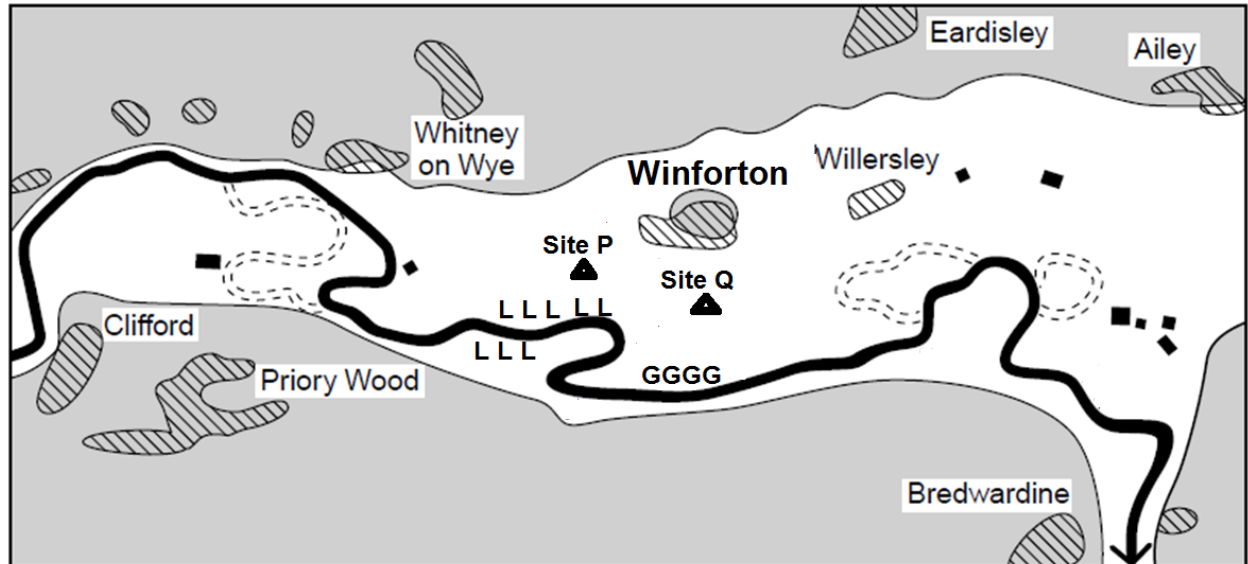 Eardisley
Ailey
Whitney
on Wye
Winforton
Willersley
Site P
Site Q
Clifford
L L L L L
L L L
GGGG
Priory Wood
Bredwardine